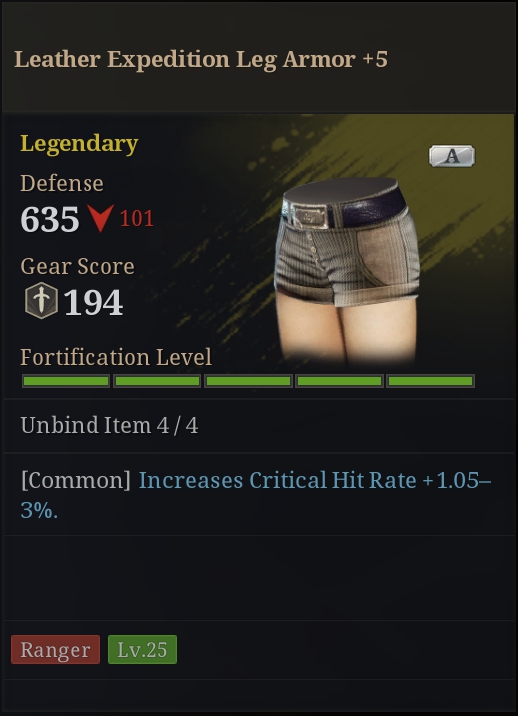 Leather Expedition Leg Armor +5
Legendary
A
Defense
635 101
Gear Score
194
Fortification Level
Unbind Item 4 / 4
[Common] Increases Critical Hit Rate +1.05–
3%.
Ranger Lv.25